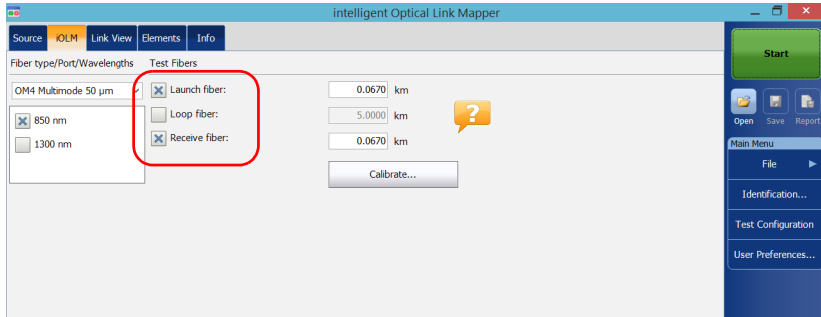 intelligent Optical Link Mapper
Source iOLM Link View Elements Info
Fiber type/Port/Wavelengths Test Fibers
OM4 Multimode 50 µm
850 nm
1300 nm
Launch fiber: 0.0670 km
Loop fiber: 5.0000 km
Receive fiber: 0.0670 km
?
Calibrate...
Start
Open Save Report
Main Menu
File
Identification...
Test Configuration
User Preferences...